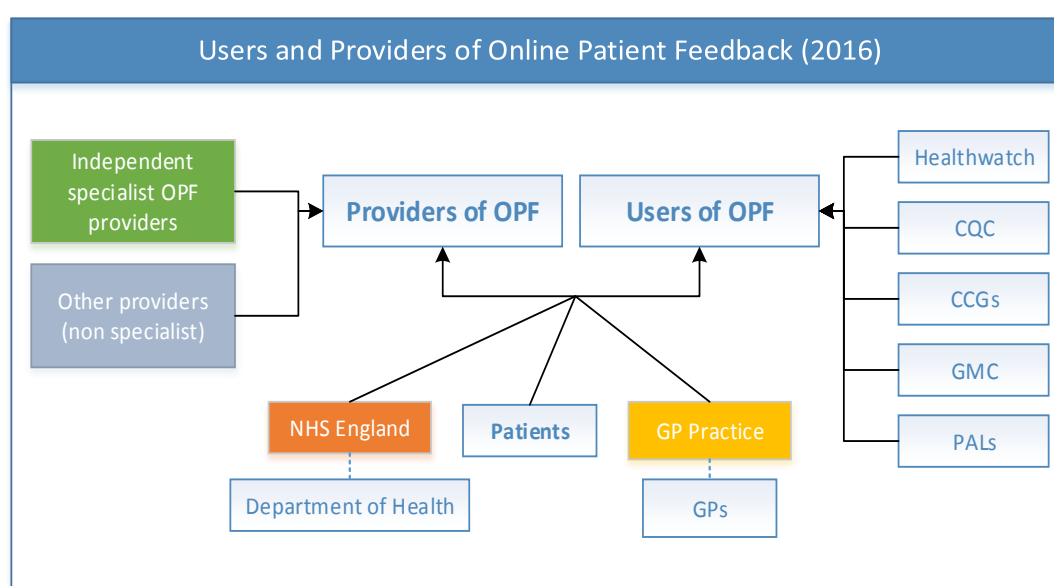 Users and Providers of Online Patient Feedback (2016)
Independent
specialist OPF
providers
Other providers
(non specialist)
Providers of OPF
Users of OPF
Healthwatch
CQC
CCGs
GMC
PALs
NHS England
Patients
GP Practice
Department of Health
GPs